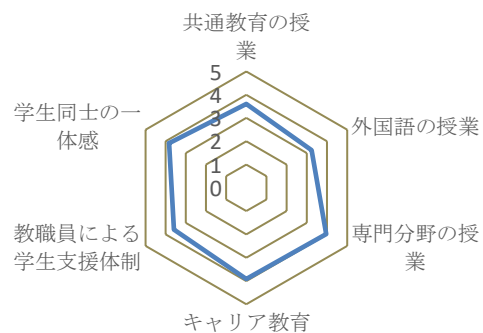 共通教育の授
業
5
4
3
2
1
0
外国語の授業
専門分野の授
業
キャリア教育
教職員による
学生支援体制
学生同士の一
体感